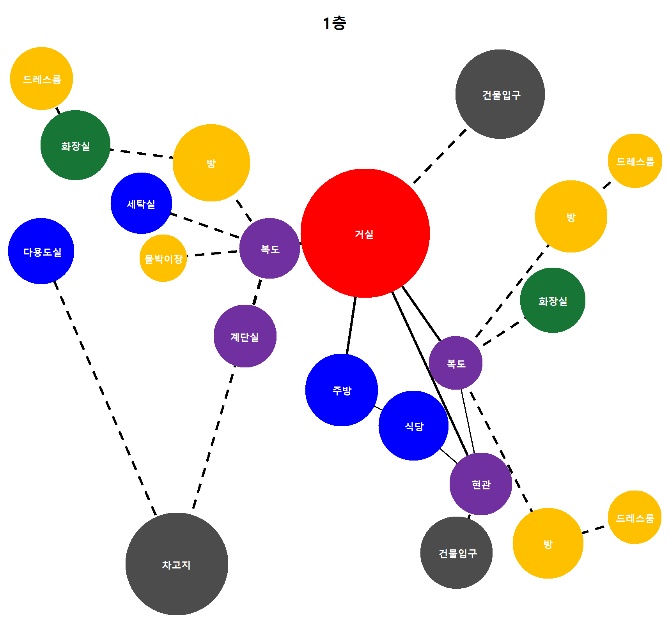 1층
드레스룸
건물입구
화장실
방
드레스룸
세탁실
방
거실
다용도실
붙박이장
복도
화장실
계단실
복도
주방
식당
현관
드레스룸
방
건물입구
차고지